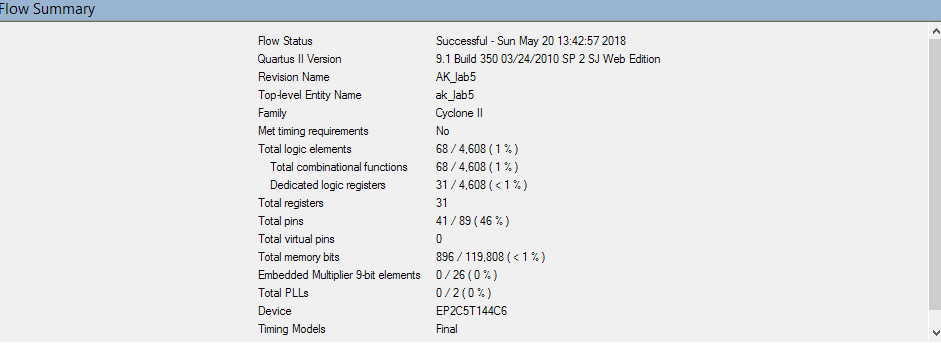 Flow Summary
Flow Status Successful - Sun May 20 13:42:57 2018
Quartus II Version 9.1 Build 350 03/24/2010 SP 2 SJ Web Edition
Revision Name AK_lab5
Top-level Entity Name ak_lab5
Family Cyclone II
Met timing requirements No
Total logic elements 68 / 4,608 ( 1 % )
Total combinational functions 68 / 4,608 ( 1 % )
Dedicated logic registers 31 / 4,608 ( < 1 % )
Total registers 31
Total pins 41 / 89 ( 46 % )
Total virtual pins 0
Total memory bits 896 / 119,808 ( < 1 % )
Embedded Multiplier 9-bit elements 0 / 26 ( 0 % )
Total PLLs 0 / 2 ( 0 % )
Device EP2C5T144C6
Timing Models Final